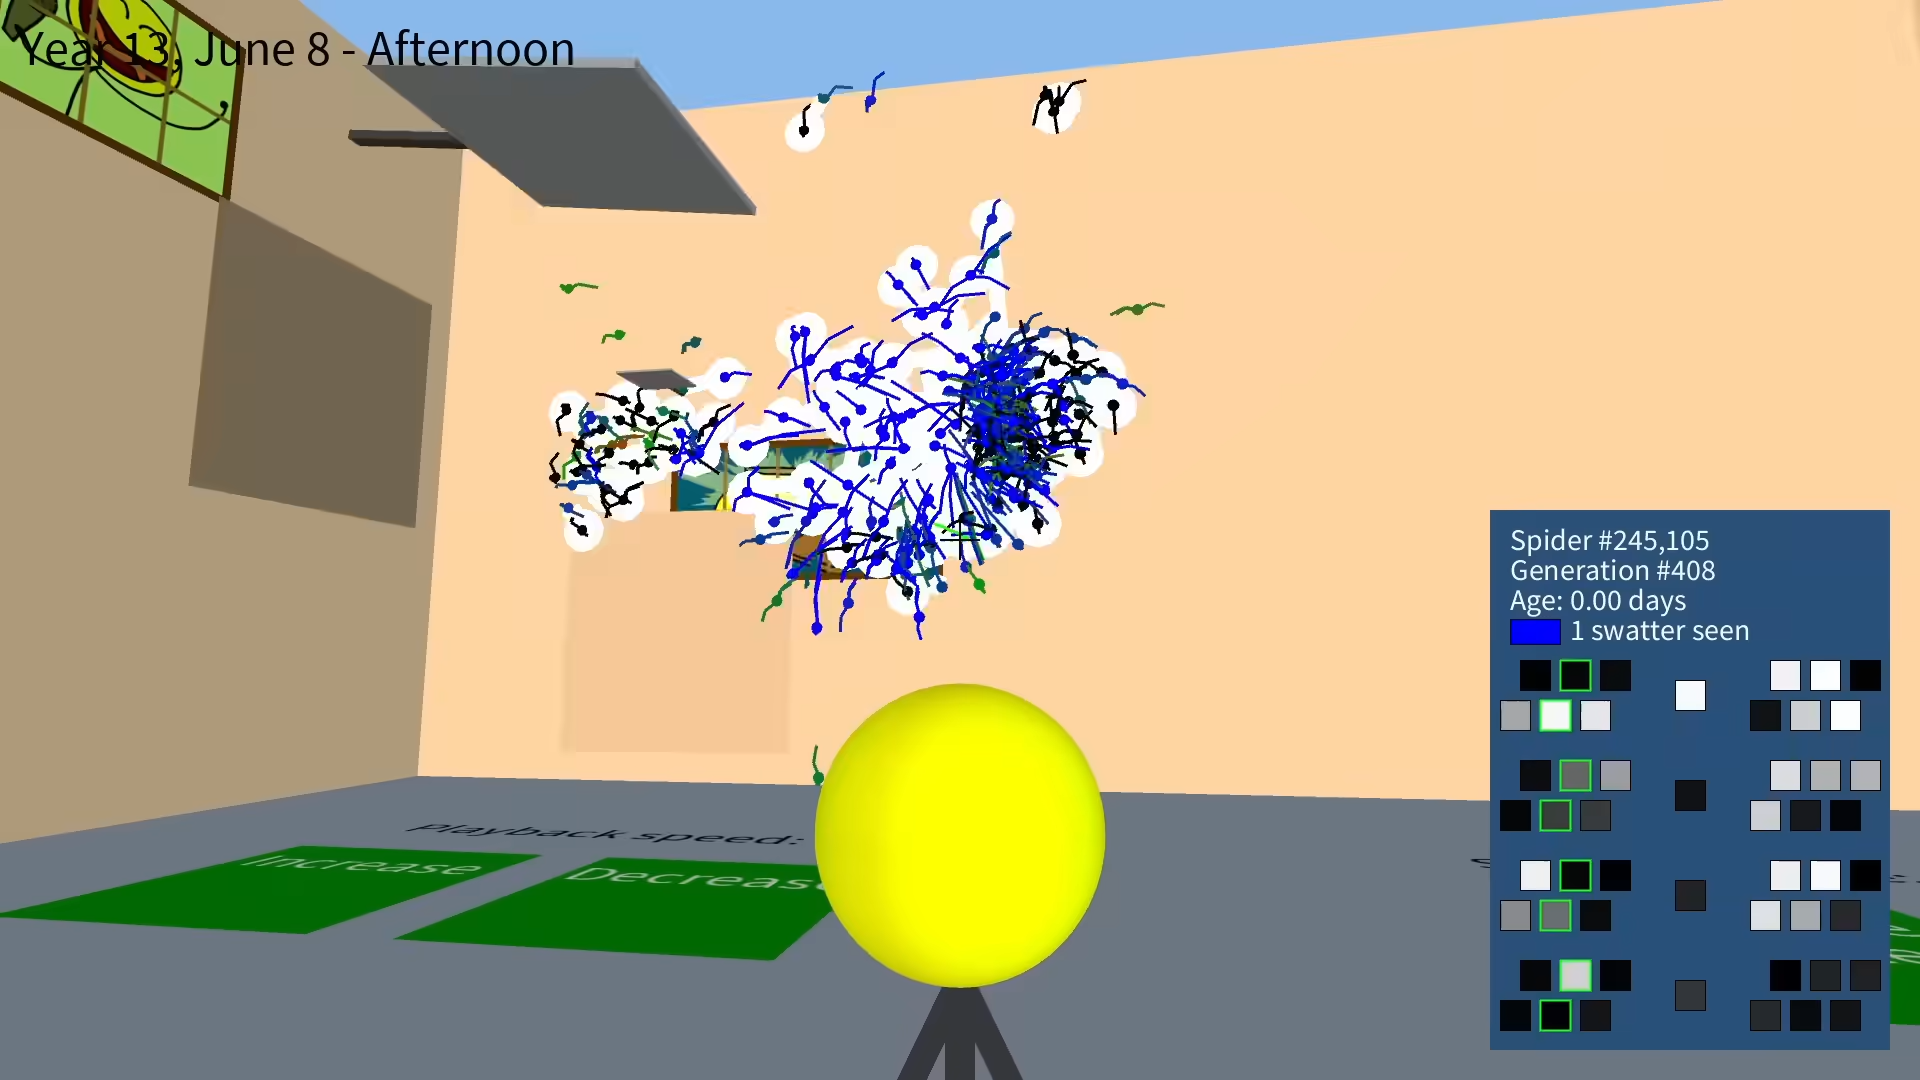 Year 13, June 8 - Afternoon
Spider #245,105
Generation #408
Age: 0.00 days
1 swatter seen
Playback speed:
Increase
Decrease